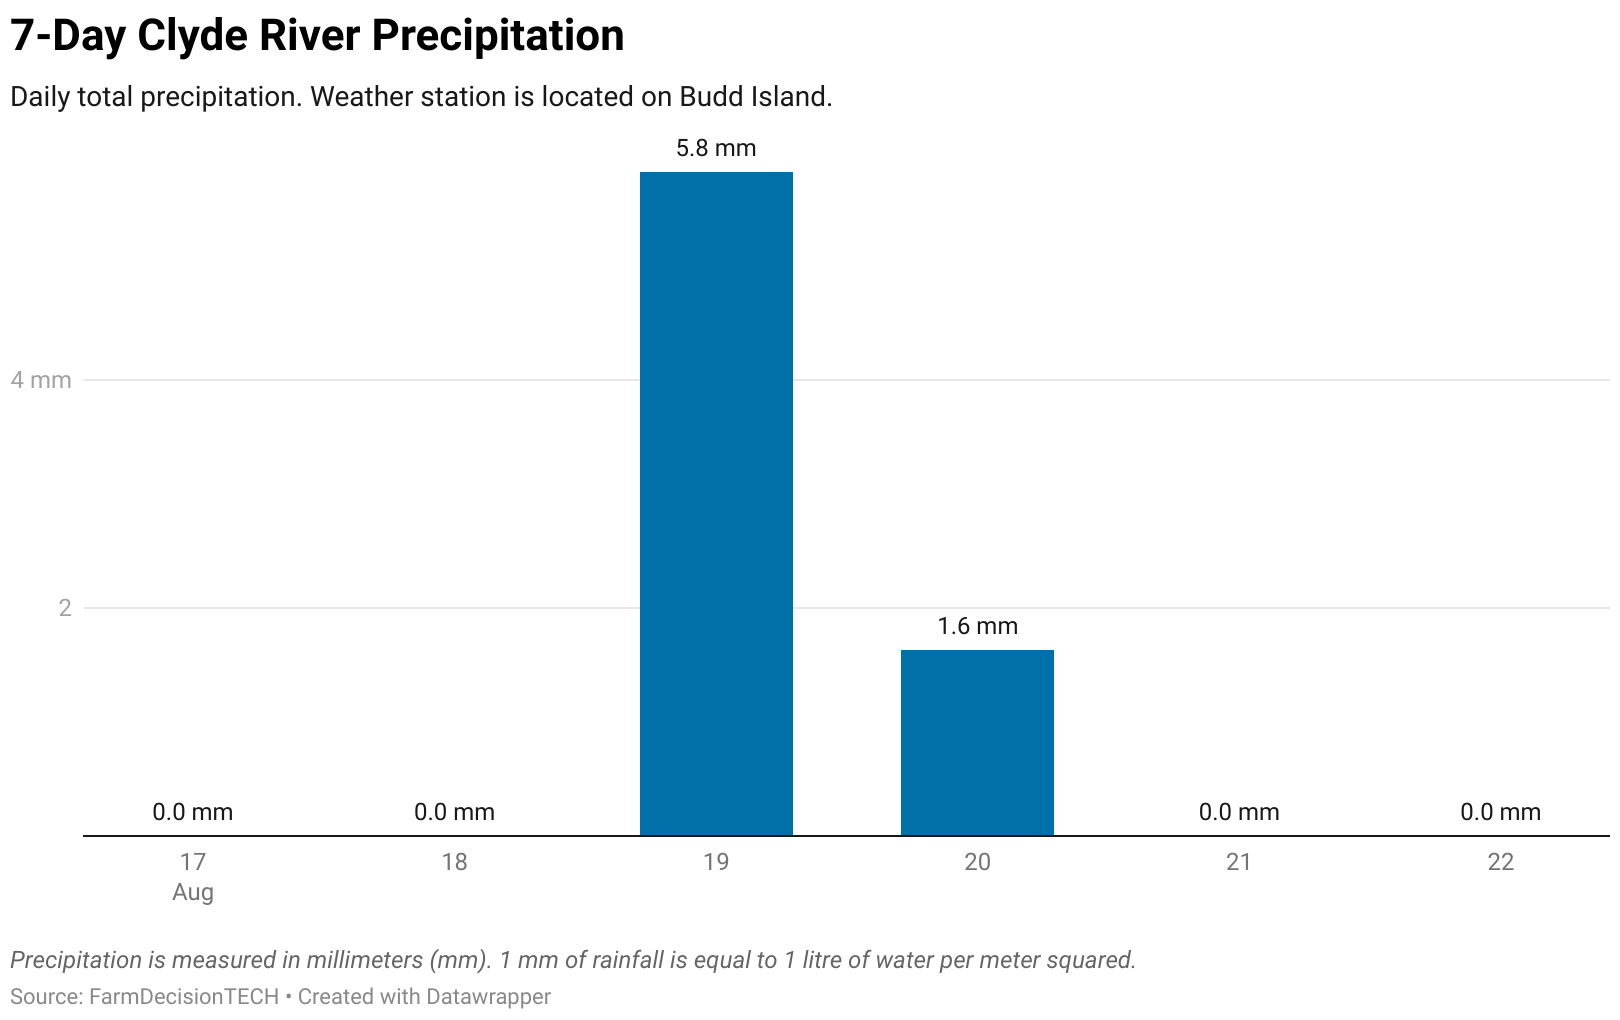 7-Day Clyde River Precipitation
Daily total precipitation. Weather station is located on Budd Island.
5.8 mm
4 mm
2
1.6 mm
0.0 mm 0.0 mm 0.0 mm 0.0 mm
17 18 19 20 21 22
Aug
Precipitation is measured in millimeters (mm). 1 mm of rainfall is equal to 1 litre of water per meter squared.
Source: FarmDecisionTECH • Created with Datawrapper